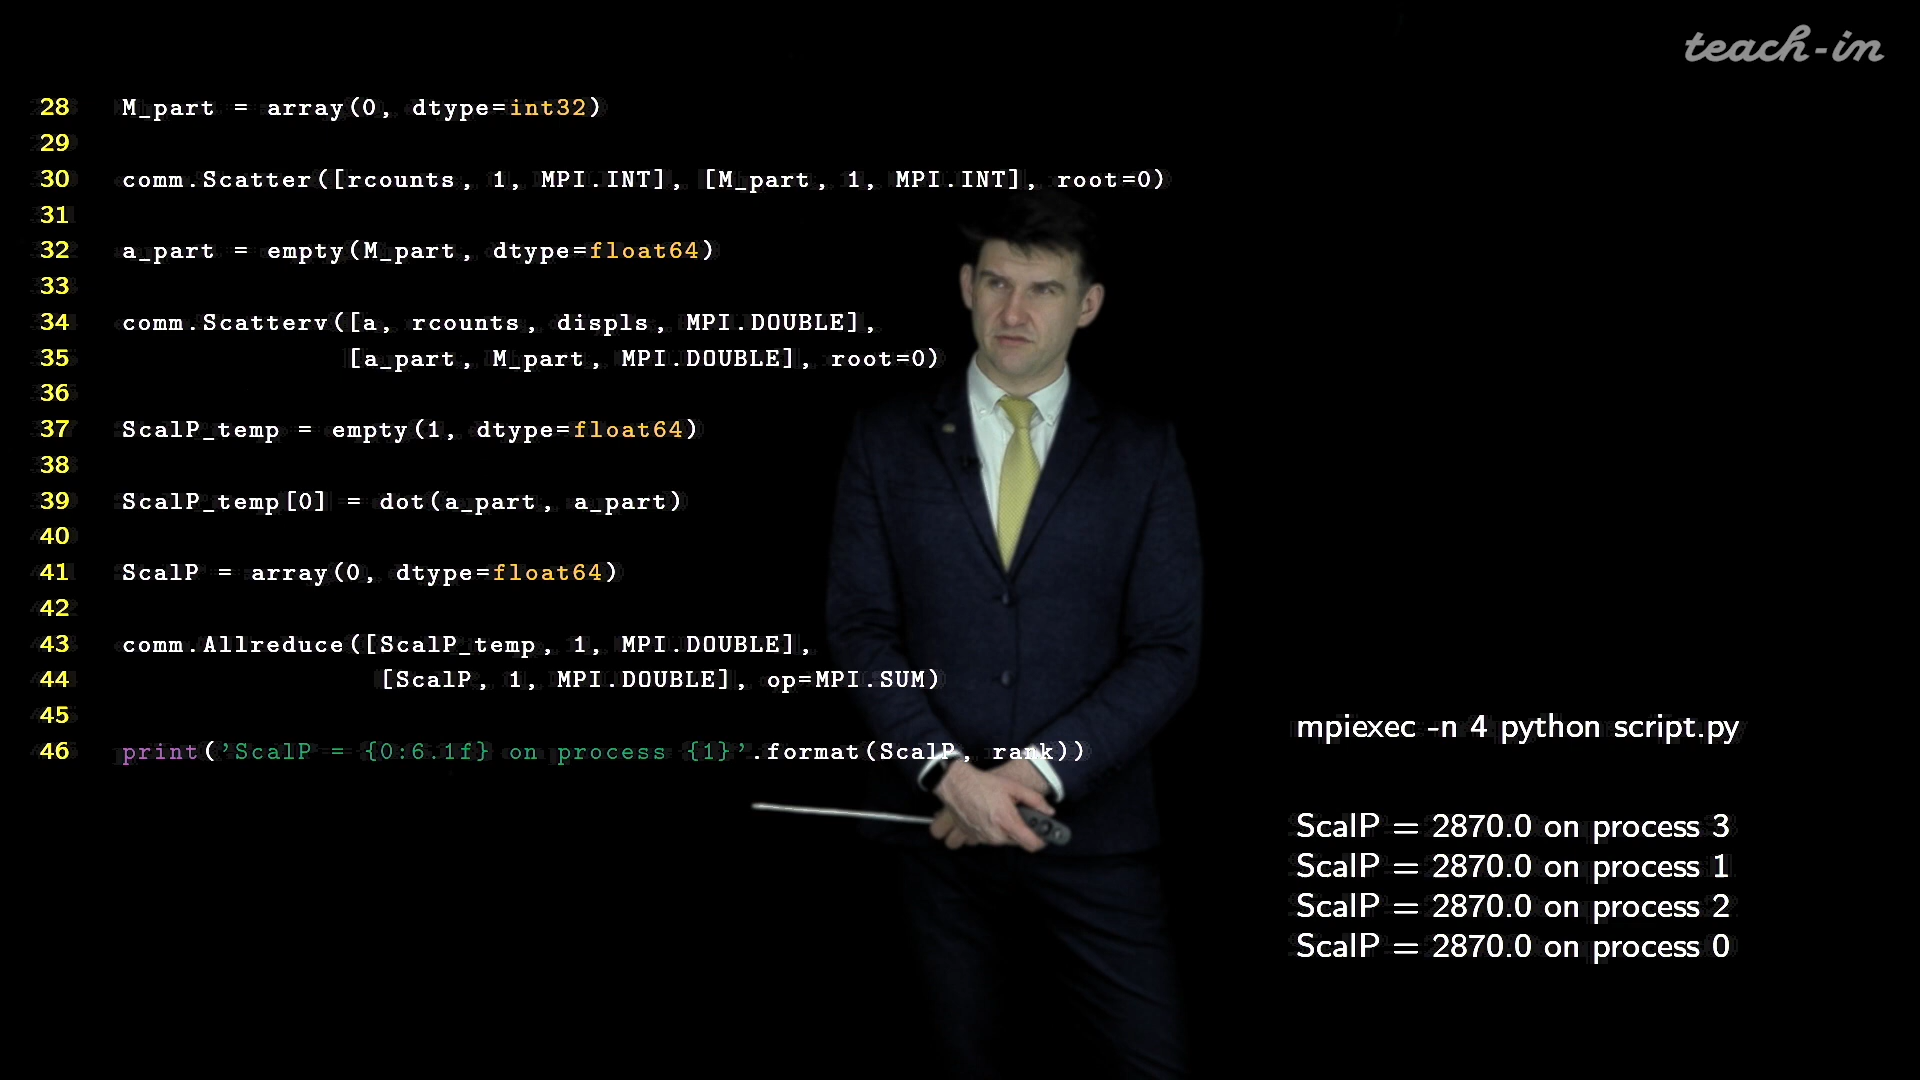 teach-in
28 M_part = array(0, dtype=int32)
29
30 comm.Scatter([rcounts, 1, MPI.INT], [M_part, 1, MPI.INT], root=0)
31
32 a_part = empty(M_part, dtype=float64)
33
34 comm.Scatterv([a, rcounts, displs, MPI.DOUBLE],
35 [a_part, M_part, MPI.DOUBLE], root=0)
36
37 ScalP_temp = empty(1, dtype=float64)
38
39 ScalP_temp[0] = dot(a_part, a_part)
40
41 ScalP = array(0, dtype=float64)
42
43 comm.Allreduce([ScalP_temp, 1, MPI.DOUBLE],
44 [ScalP, 1, MPI.DOUBLE], op=MPI.SUM)
45
46 print('ScalP = {0:6.1f} on process {1}'.format(ScalP, rank))
mpiexec -n 4 python script.py
ScalP = 2870.0 on process 3
ScalP = 2870.0 on process 1
ScalP = 2870.0 on process 2
ScalP = 2870.0 on process 0